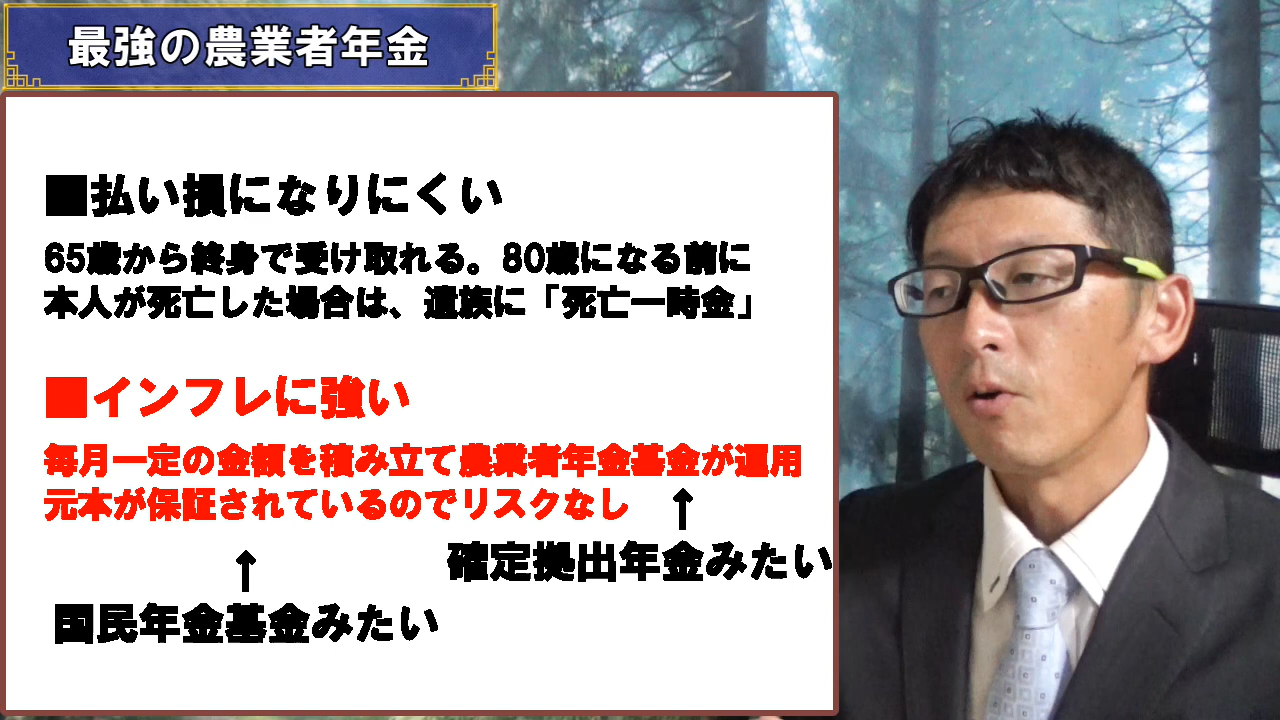 最強の農業者年金
■払い損になりにくい
65歳から終身で受け取れる。80歳になる前に
本人が死亡した場合は、遺族に「死亡一時金」
■インフレに強い
毎月一定の金額を積み立て農業者年金基金が運用
元本が保証されているのでリスクなし
↑
確定拠出年金みたい
↑
国民年金基金みたい